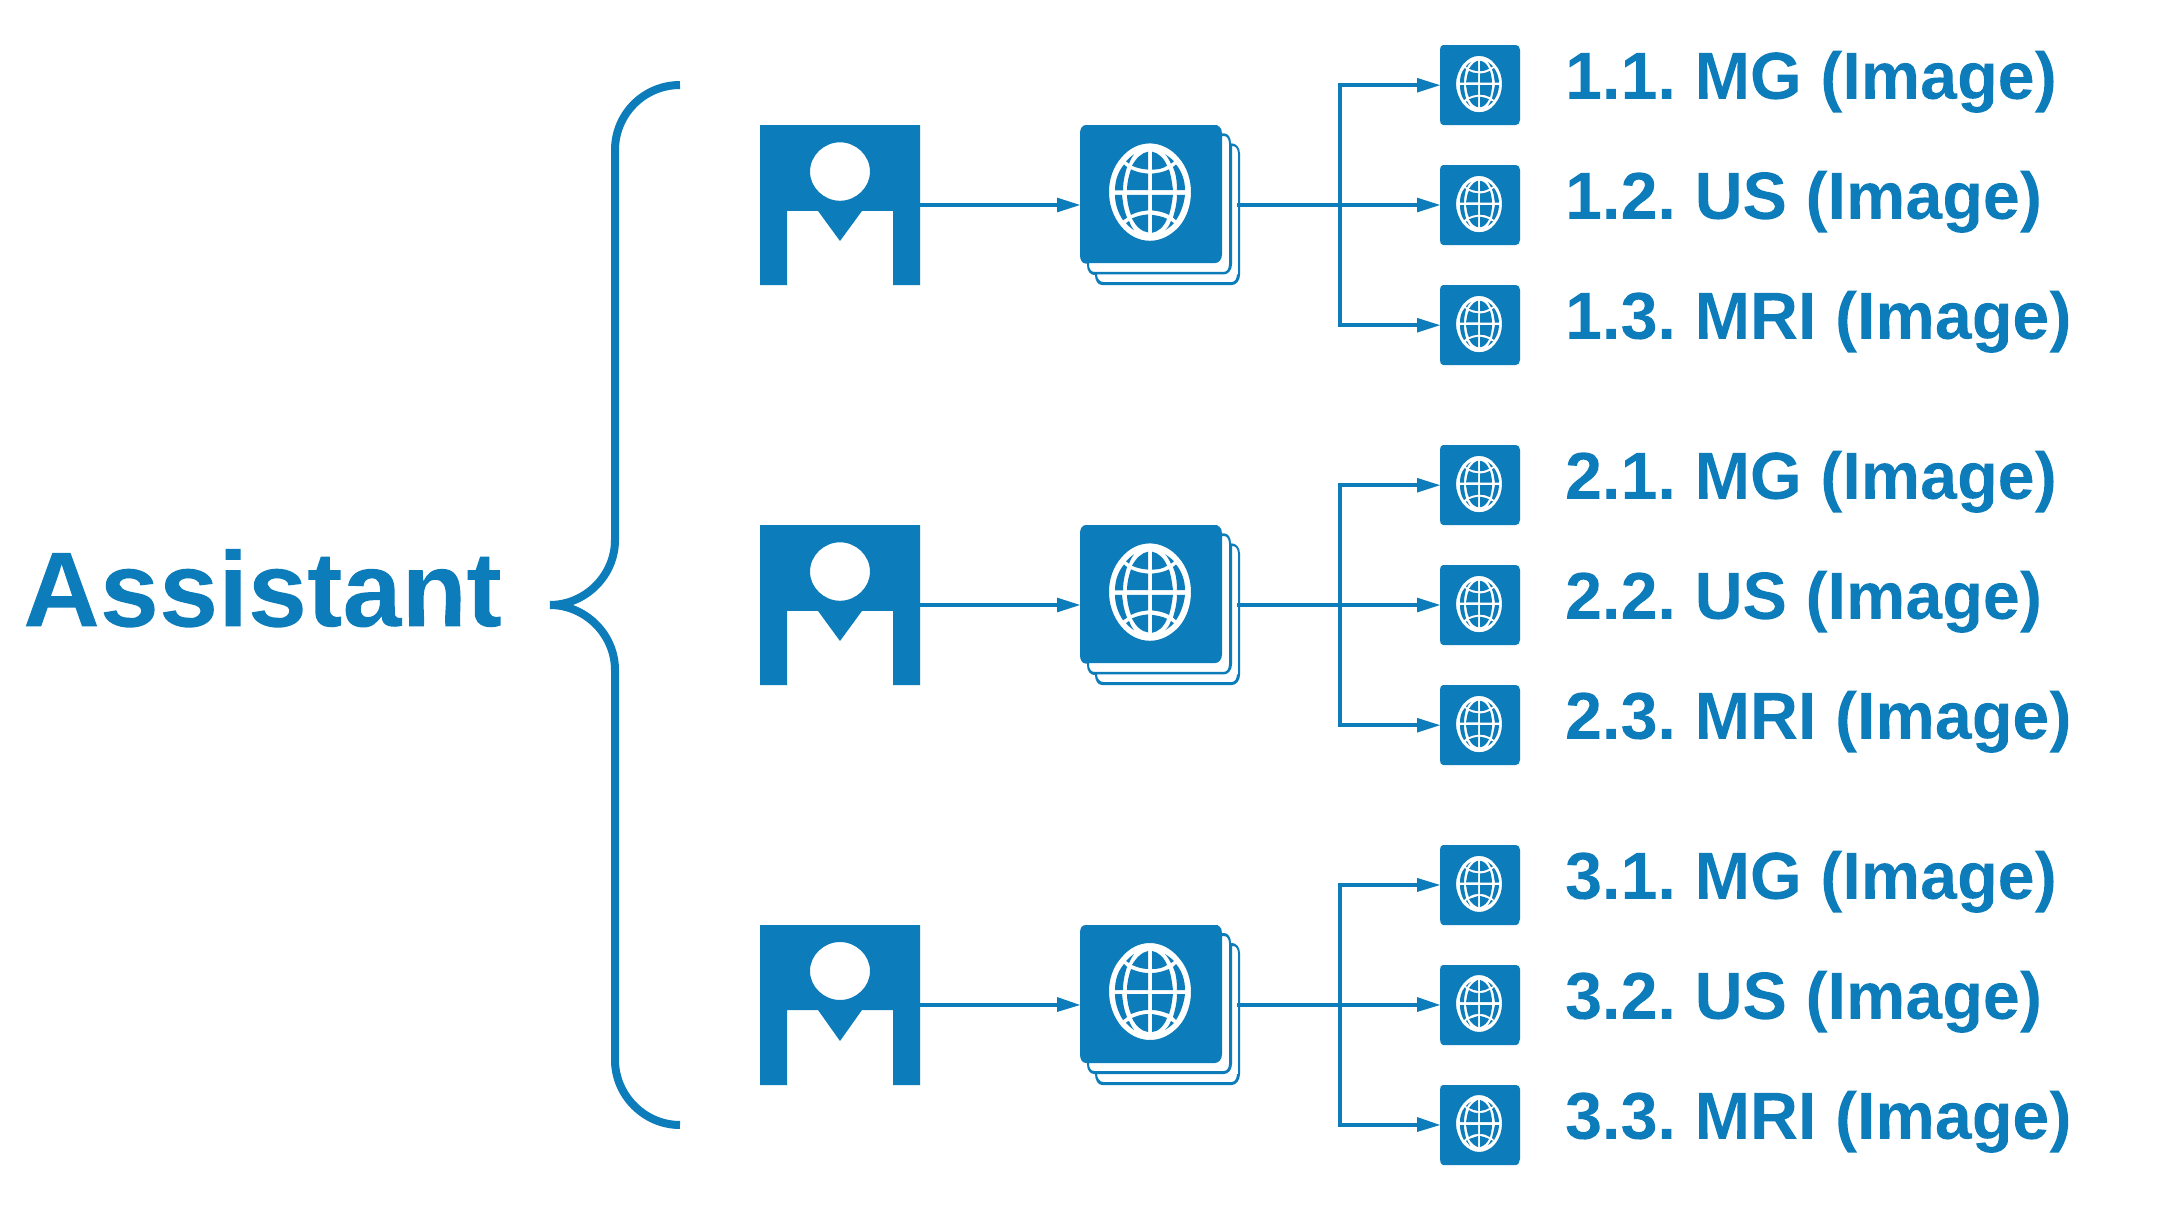 1.1. MG (Image)
1.2. US (Image)
1.3. MRI (Image)
Assistant
2.1. MG (Image)
2.2. US (Image)
2.3. MRI (Image)
3.1. MG (Image)
3.2. US (Image)
3.3. MRI (Image)